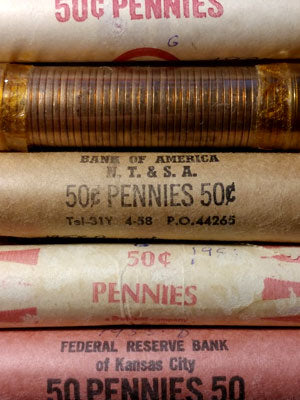 50¢ PENNIES
G
BANK OF AMERICA
N. T. & S. A.
50¢ PENNIES 50¢
Tel-31Y 4-58 P.O.44265
50¢
PENNIES
FEDERAL RESERVE BANK
of Kansas City
50 PENNIES 50